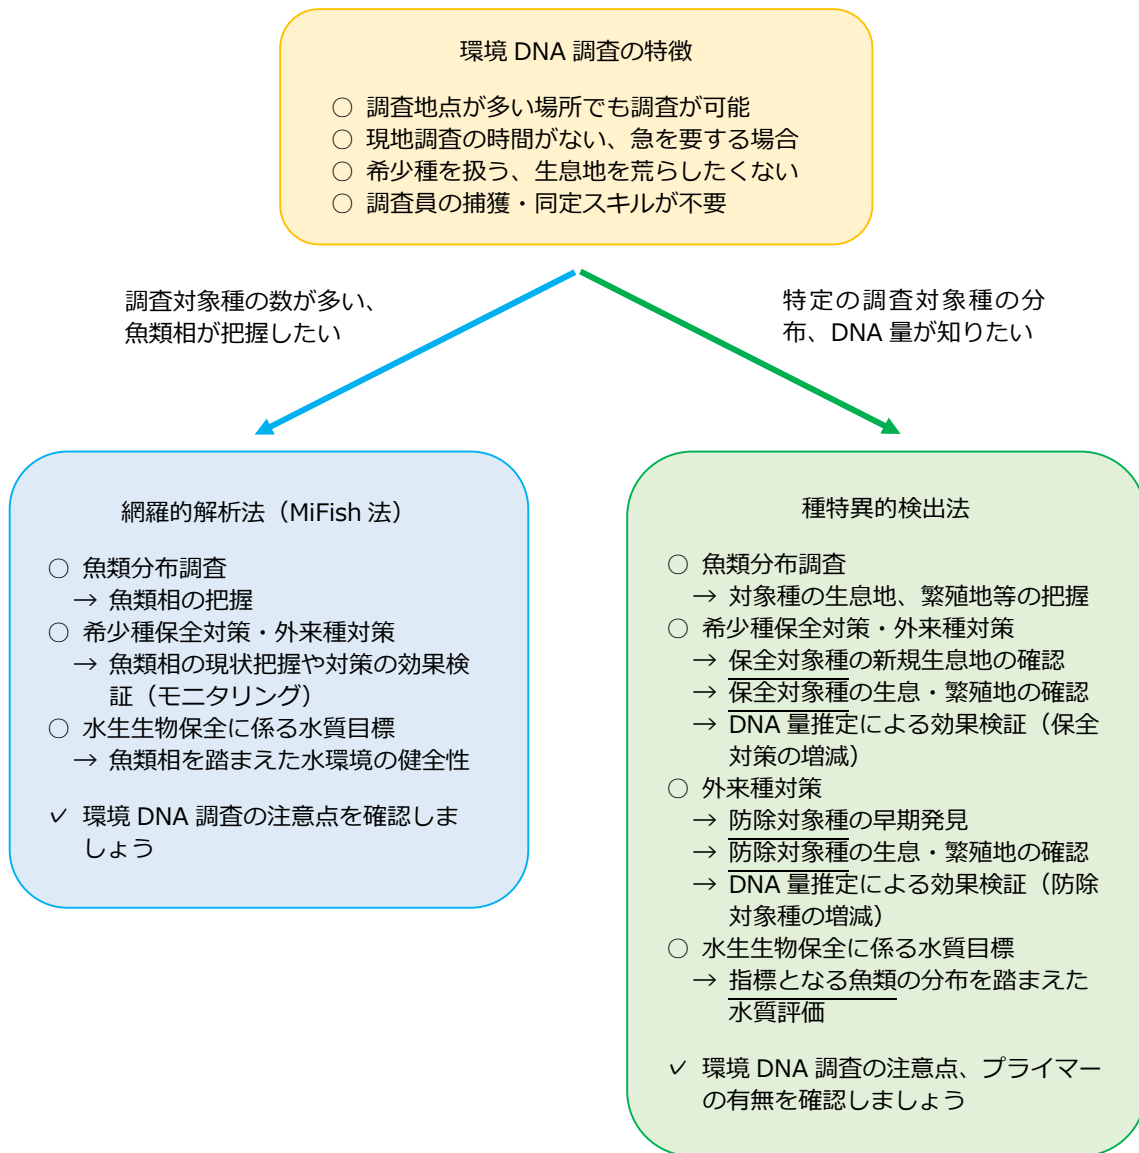 環境 DNA 調査の特徴
○ 調査地点が多い場所でも調査が可能
○ 現地調査の時間がない、急を要する場合
○ 希少種を扱う、生息地を荒らしたくない
○ 調査員の捕獲・同定スキルが不要
調査対象種の数が多い、
魚類相が把握したい
特定の調査対象種の分
布、DNA 量が知りたい
網羅的解析法（MiFish 法）
○ 魚類分布調査
→ 魚類相の把握
○ 希少種保全対策・外来種対策
→ 魚類相の現状把握や対策の効果検
証（モニタリング）
○ 水生生物保全に係る水質目標
→ 魚類相を踏まえた水環境の健全性
✓ 環境 DNA 調査の注意点を確認しま
しょう
種特異的検出法
○ 魚類分布調査
→ 対象種の生息地、繁殖地等の把握
○ 希少種保全対策・外来種対策
→ 保全対象種の新規生息地の確認
→ 保全対象種の生息・繁殖地の確認
→ DNA 量推定による効果検証（保全
対策の増減）
○ 外来種対策
→ 防除対象種の早期発見
→ 防除対象種の生息・繁殖地の確認
→ DNA 量推定による効果検証（防除
対象種の増減）
○ 水生生物保全に係る水質目標
→ 指標となる魚類の分布を踏まえた
水質評価
✓ 環境 DNA 調査の注意点、プライマー
の有無を確認しましょう